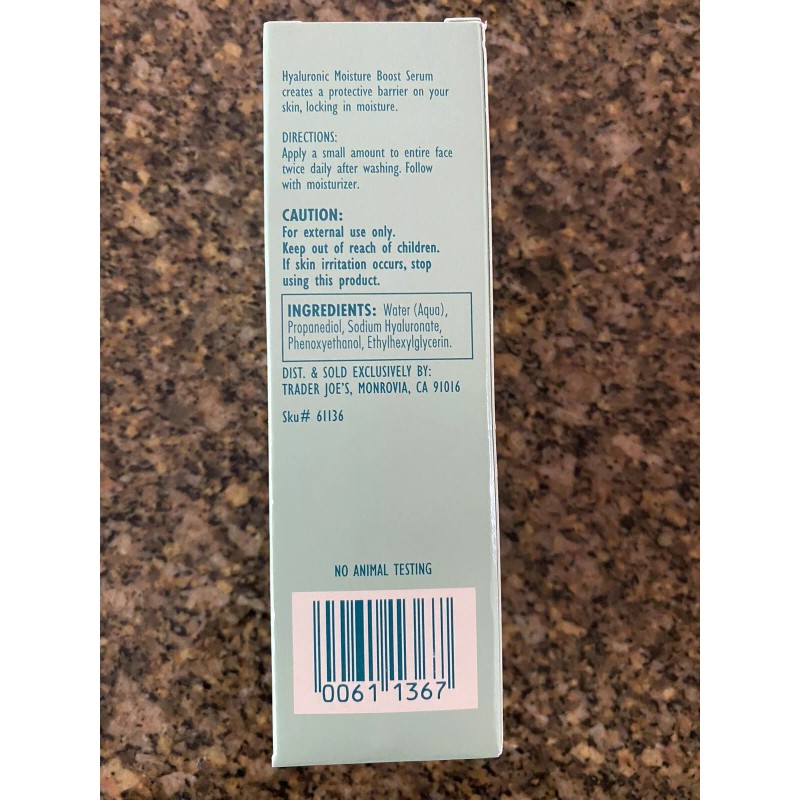 Hyaluronic Moisture Boost Serum
creates a protective barrier on your
skin, locking in moisture.
DIRECTIONS:
Apply a small amount to entire face
twice daily after washing. Follow
with moisturizer.
CAUTION:
For external use only.
Keep out of reach of children.
If skin irritation occurs, stop
using this product.
INGREDIENTS: Water (Aqua),
Propanediol, Sodium Hyaluronate,
Phenoxyethanol, Ethylhexylglycerin.
DIST. & SOLD EXCLUSIVELY BY:
TRADER JOE'S, MONROVIA, CA 91016
Sku# 61136
NO ANIMAL TESTING
0061 1367